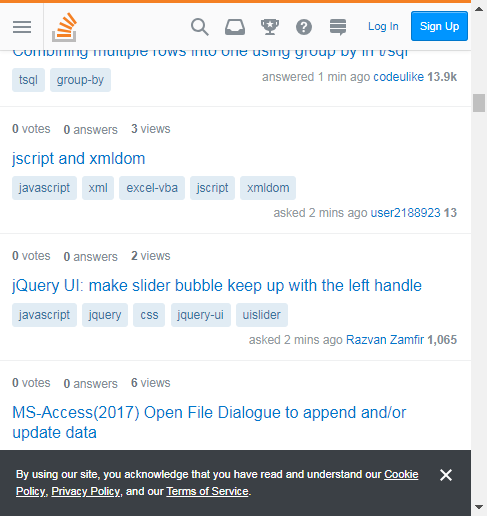 Log In
Sign Up
Combining multiple rows into one using group by in t/sql
tsql group-by
answered 1 min ago codeulike 13.9k
0 votes 0 answers 3 views
jscript and xmldom
javascript xml excel-vba jscript xmldom
asked 2 mins ago user2188923 13
0 votes 0 answers 2 views
jQuery UI: make slider bubble keep up with the left handle
javascript jquery css jquery-ui uislider
asked 2 mins ago Razvan Zamfir 1,065
0 votes 0 answers 6 views
MS-Access(2017) Open File Dialogue to append and/or
update data
By using our site, you acknowledge that you have read and understand our Cookie
Policy, Privacy Policy, and our Terms of Service.